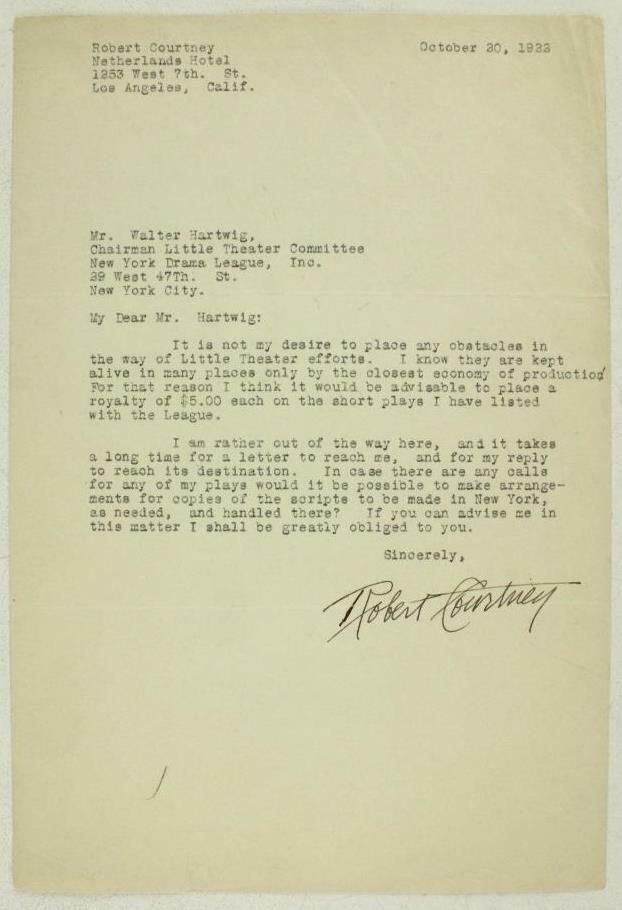 Robert Courtney October 20, 1922
Netherlands Hotel
1253 West 7th. St.
Los Angeles, Calif.
Mr. Walter Hartwig,
Chairman Little Theater Committee
New York Drama League, Inc.
29 West 47Th. St.
New York City.
My Dear Mr. Hartwig:
It is not my desire to place any obstacles in
the way of Little Theater efforts. I know they are kept
alive in many places only by the closest economy of production
For that reason I think it would be advisable to place a
royalty of $5.00 each on the short plays I have listed
with the League.
I am rather out of the way here, and it takes
a long time for a letter to reach me, and for my reply
to reach its destination. In case there are any calls
for any of my plays would it be possible to make arrange-
ments for copies of the scripts to be made in New York,
as needed, and handled there? If you can advise me in
this matter I shall be greatly obliged to you.
Sincerely,
Robert Courtney